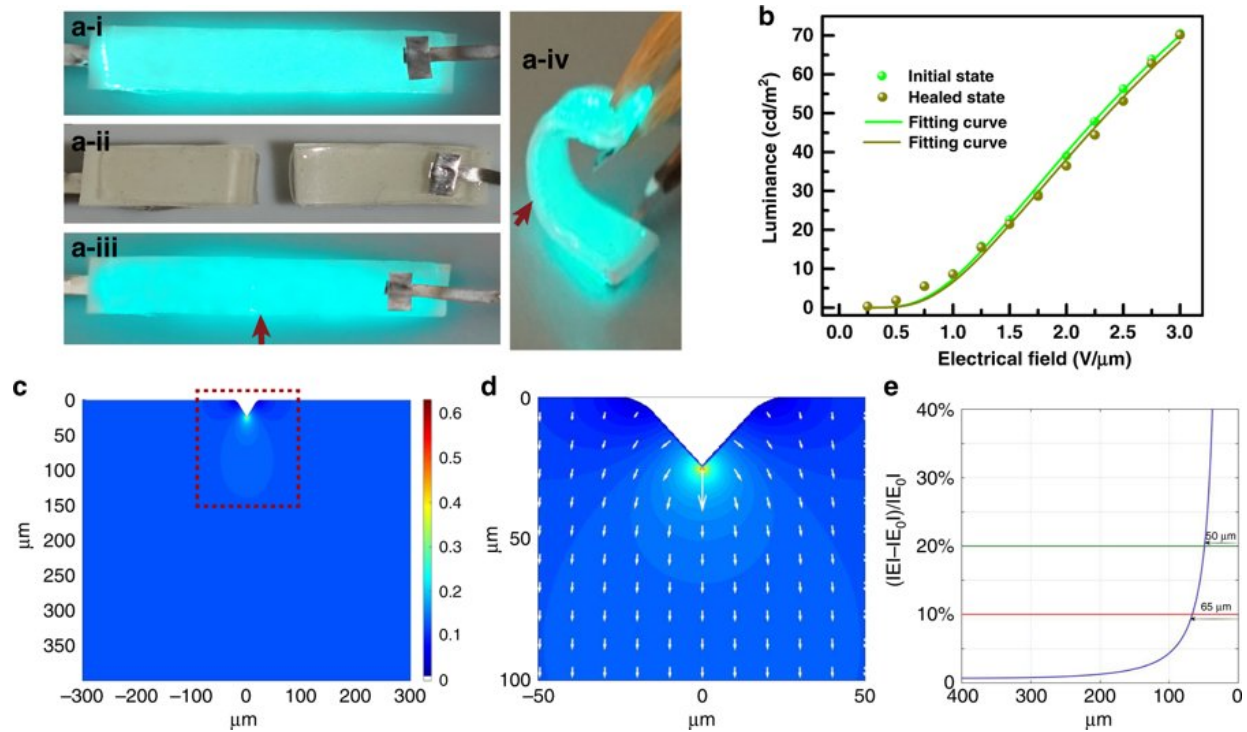 a-i
a-ii
a-iii
a-iv
b
Luminance (cd/m²)
70
60
50
40
30
20
10
0
Initial state
Healed state
Fitting curve
Fitting curve
0.0 0.5 1.0 1.5 2.0 2.5 3.0
Electrical field (V/μm)
c
μm
0
50
100
150
200
250
300
350
–300 –200 –100 0 100 200 300
μm
0.6
0.5
0.4
0.3
0.2
0.1
0
d
μm
0
50
100
–50 0 50
μm
e
(IEI–IE₀I)/IE₀I
40%
30%
20%
10%
0
50 μm
65 μm
400 300 200 100 0
μm